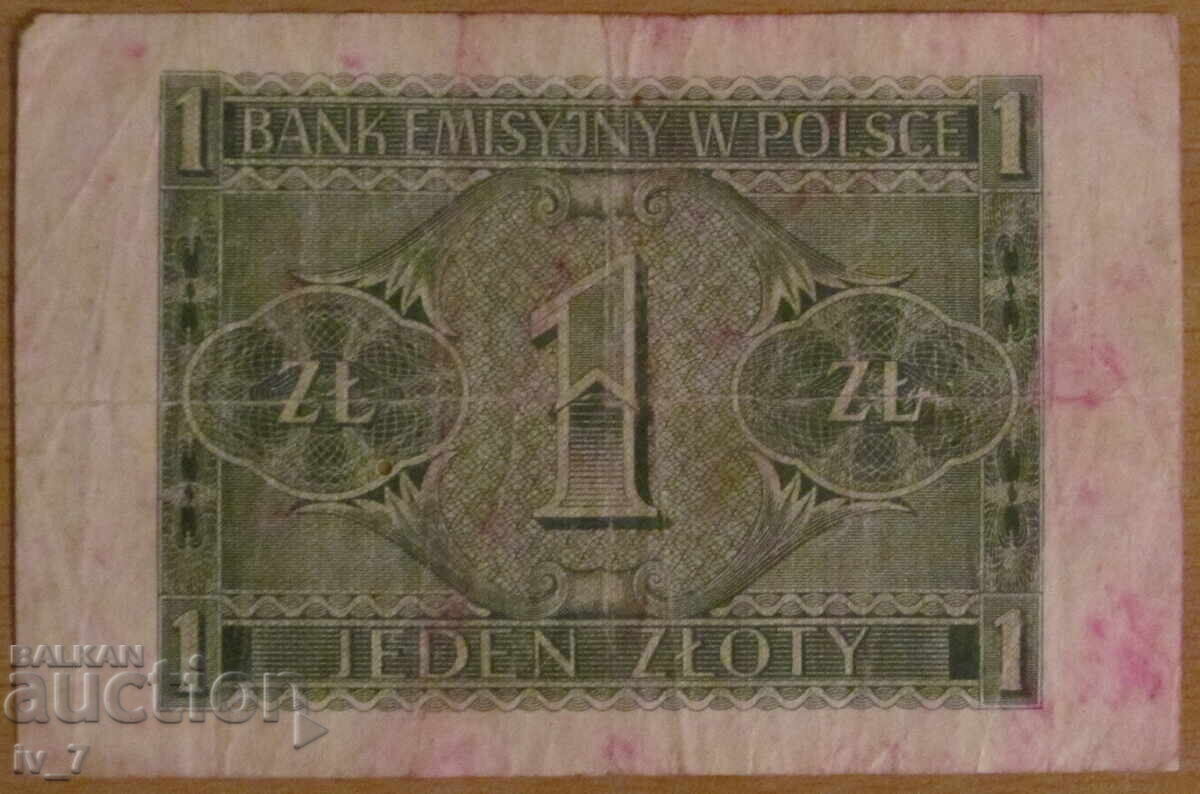 1 BANK EMISYJNY W POLSCE 1
ZŁ 1 ZŁ
1 JEDEN ZŁOTY 1
BALKAN
auction
iv_7